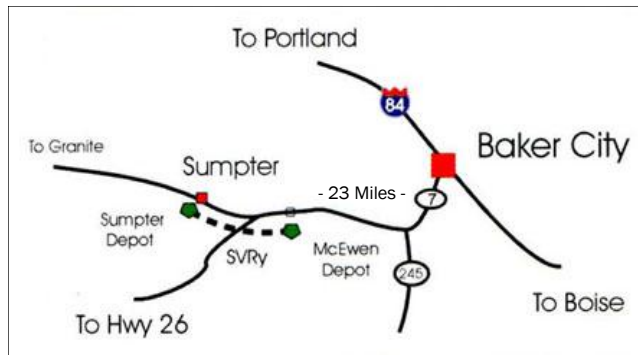 To Portland
84
Baker City
To Granite
Sumpter
- 23 Miles -
7
Sumpter
Depot
SVRy
McEwen
Depot
245
To Boise
To Hwy 26